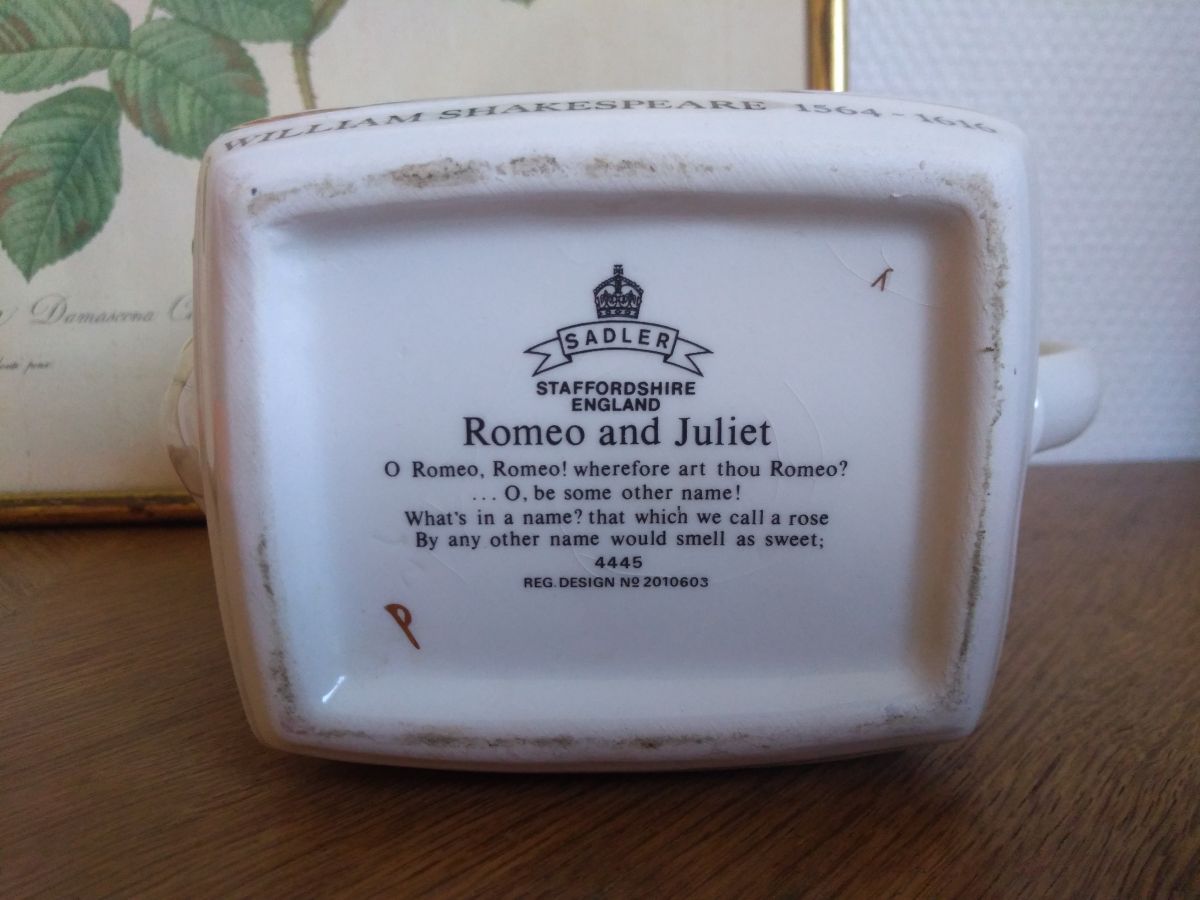 WILLIAM SHAKESPEARE 1564 - 1616
SADLER
STAFFORDSHIRE
ENGLAND
Romeo and Juliet
O Romeo, Romeo! wherefore art thou Romeo?
... O, be some other name!
What's in a name? that which we call a rose
By any other name would smell as sweet;
4445
REG. DESIGN Nº 2010603
P
Damascena